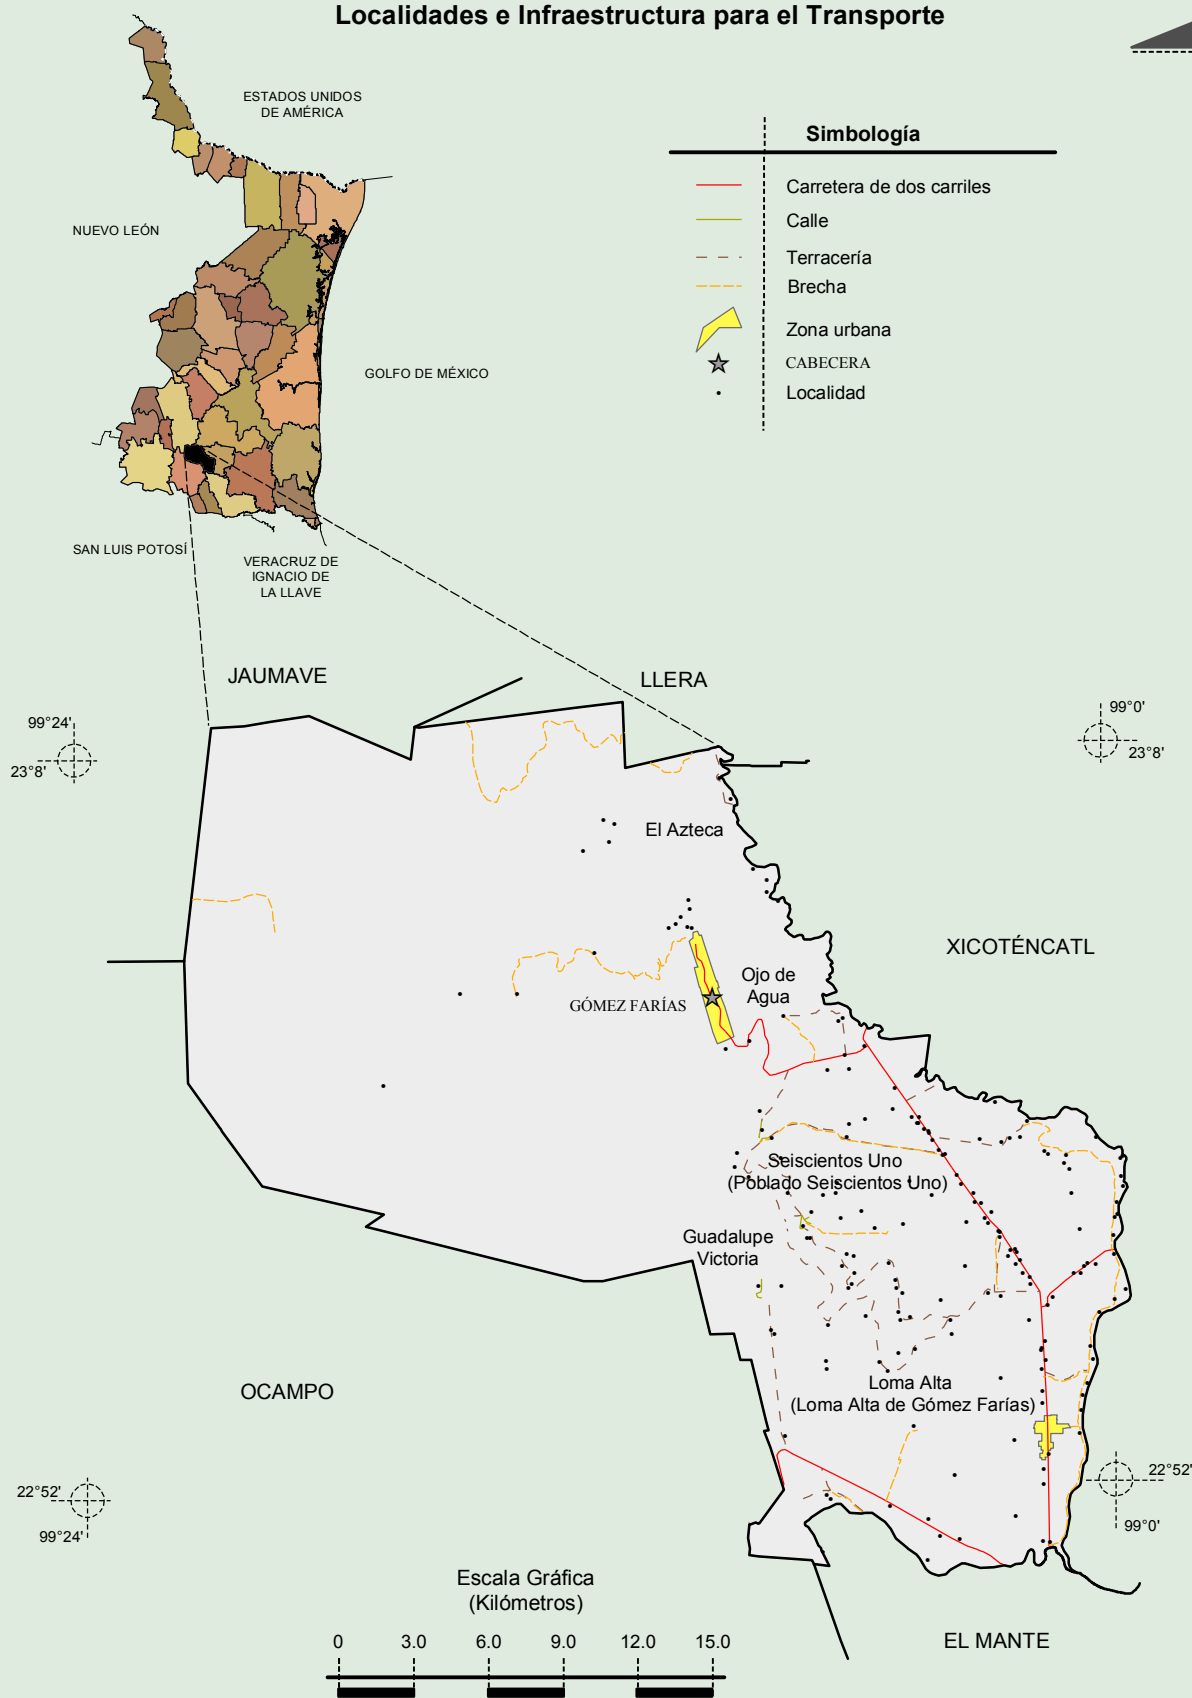 Localidades e Infraestructura para el Transporte
ESTADOS UNIDOS
DE AMÉRICA
NUEVO LEÓN
GOLFO DE MÉXICO
SAN LUIS POTOSÍ
VERACRUZ DE
IGNACIO DE
LA LLAVE
Simbología
Carretera de dos carriles
Calle
Terracería
Brecha
Zona urbana
CABECERA
Localidad
JAUMAVE
LLERA
99°24'
23°8'
99°0'
23°8'
El Azteca
XICOTÉNCATL
Ojo de
Agua
GÓMEZ FARÍAS
Seiscientos Uno
(Poblado Seiscientos Uno)
Guadalupe
Victoria
OCAMPO
Loma Alta
(Loma Alta de Gómez Farías)
22°52'
99°24'
22°52'
99°0'
Escala Gráfica
(Kilómetros)
0 3.0 6.0 9.0 12.0 15.0
EL MANTE